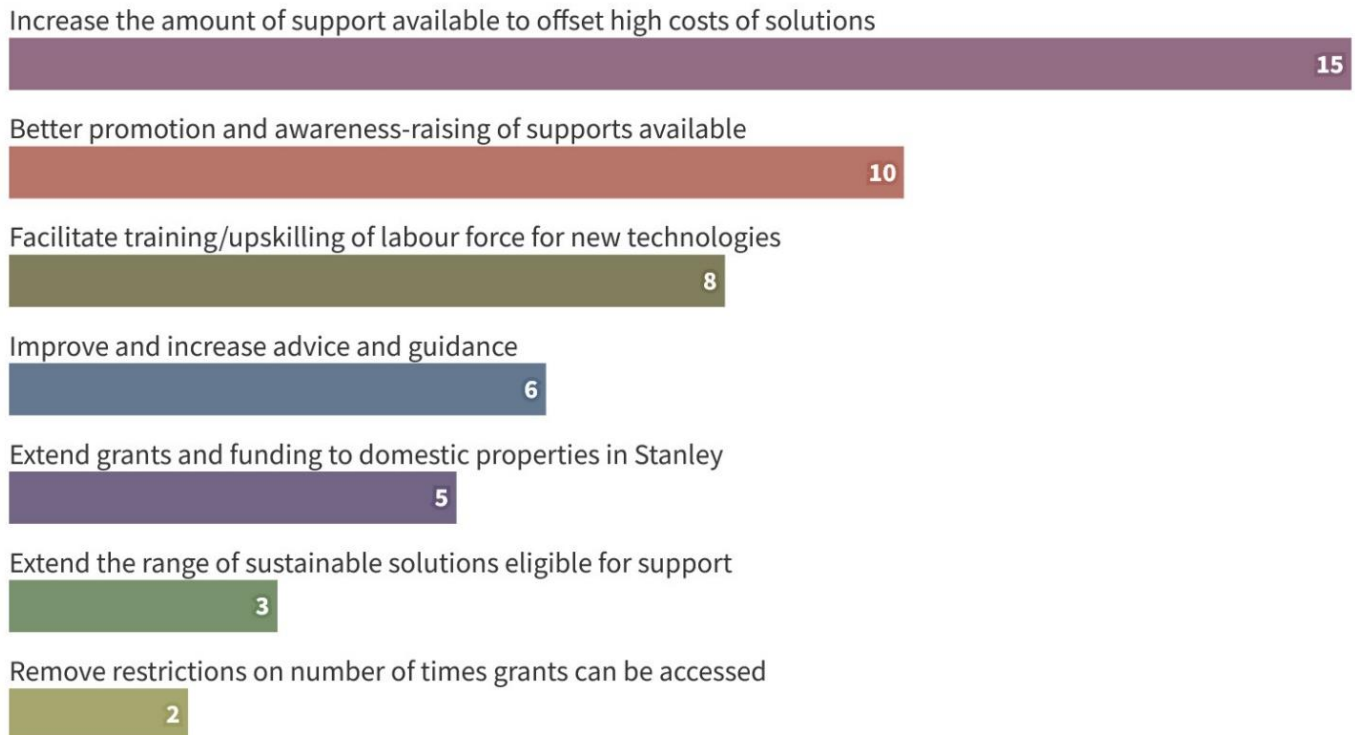 Increase the amount of support available to offset high costs of solutions
15
Better promotion and awareness-raising of supports available
10
Facilitate training/upskilling of labour force for new technologies
8
Improve and increase advice and guidance
6
Extend grants and funding to domestic properties in Stanley
5
Extend the range of sustainable solutions eligible for support
3
Remove restrictions on number of times grants can be accessed
2